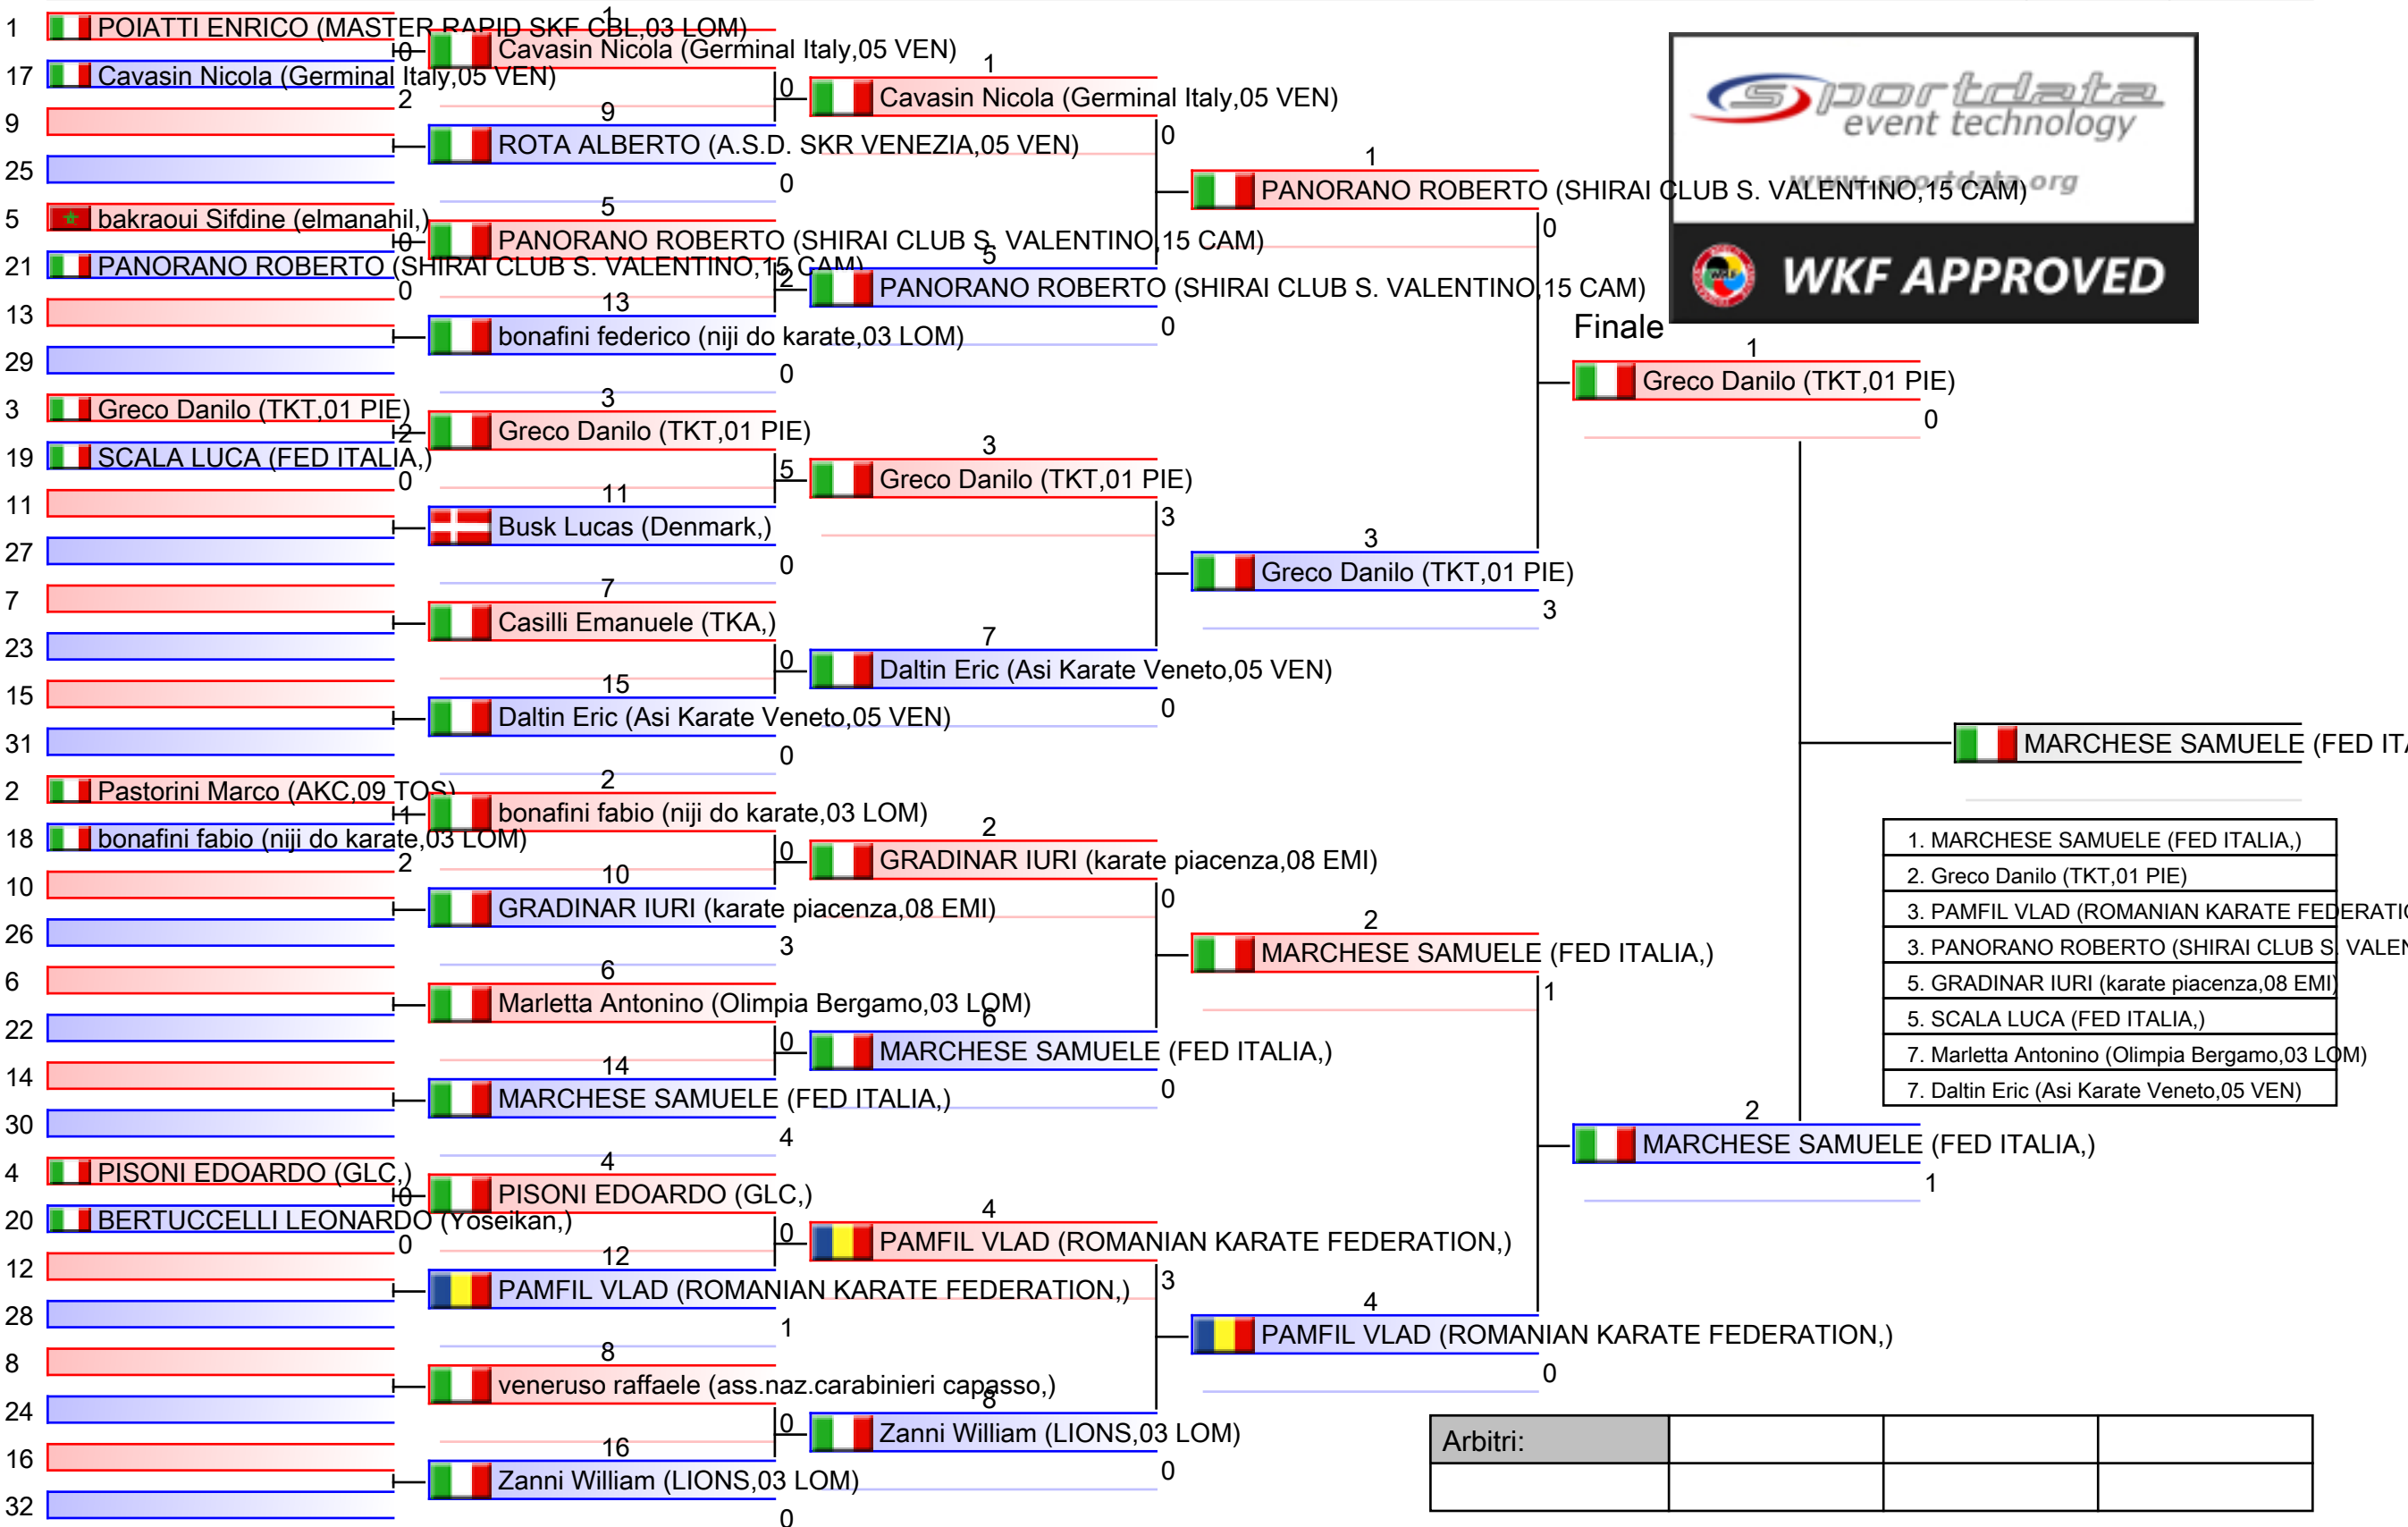 1 POIATTI ENRICO (MASTER RAPID SKF CBL,03 LOM)
0
17 Cavasin Nicola (Germinal Italy,05 VEN)
2
9
25
5 bakraoui Sifdine (elmanahil,)
0
21 PANORANO ROBERTO (SHIRAI CLUB S. VALENTINO,15 CAM)
0
13
29
3 Greco Danilo (TKT,01 PIE)
2
19 SCALA LUCA (FED ITALIA,)
0
11
27
7
23
15
31
2 Pastorini Marco (AKC,09 TOS)
1
18 bonafini fabio (niji do karate,03 LOM)
2
10
26
6
22
14
30
4 PISONI EDOARDO (GLC,)
0
20 BERTUCCELLI LEONARDO (Yoseikan,)
0
12
28
8
24
16
32
1
Cavasin Nicola (Germinal Italy,05 VEN)
0
9
ROTA ALBERTO (A.S.D. SKR VENEZIA,05 VEN)
0
5
PANORANO ROBERTO (SHIRAI CLUB S. VALENTINO,15 CAM)
2
13
bonafini federico (niji do karate,03 LOM)
0
3
Greco Danilo (TKT,01 PIE)
5
11
Busk Lucas (Denmark,)
0
7
Casilli Emanuele (TKA,)
0
15
Daltin Eric (Asi Karate Veneto,05 VEN)
0
2
bonafini fabio (niji do karate,03 LOM)
0
10
GRADINAR IURI (karate piacenza,08 EMI)
3
6
Marletta Antonino (Olimpia Bergamo,03 LOM)
0
14
MARCHESE SAMUELE (FED ITALIA,)
4
4
PISONI EDOARDO (GLC,)
0
12
PAMFIL VLAD (ROMANIAN KARATE FEDERATION,)
1
8
veneruso raffaele (ass.naz.carabinieri capasso,)
0
16
Zanni William (LIONS,03 LOM)
0
1
Cavasin Nicola (Germinal Italy,05 VEN)
0
5
PANORANO ROBERTO (SHIRAI CLUB S. VALENTINO,15 CAM)
0
3
Greco Danilo (TKT,01 PIE)
3
7
Daltin Eric (Asi Karate Veneto,05 VEN)
0
2
GRADINAR IURI (karate piacenza,08 EMI)
0
6
MARCHESE SAMUELE (FED ITALIA,)
0
4
PAMFIL VLAD (ROMANIAN KARATE FEDERATION,)
3
8
Zanni William (LIONS,03 LOM)
0
1
PANORANO ROBERTO (SHIRAI CLUB S. VALENTINO,15 CAM)
0
3
Greco Danilo (TKT,01 PIE)
3
2
MARCHESE SAMUELE (FED ITALIA,)
1
4
PAMFIL VLAD (ROMANIAN KARATE FEDERATION,)
0
Finale
1
Greco Danilo (TKT,01 PIE)
0
2
MARCHESE SAMUELE (FED ITALIA,)
1
sportdata
event technology
www.sportdata.org
WKF APPROVED
MARCHESE SAMUELE (FED ITA
1. MARCHESE SAMUELE (FED ITALIA,)
2. Greco Danilo (TKT,01 PIE)
3. PAMFIL VLAD (ROMANIAN KARATE FEDERATIO
3. PANORANO ROBERTO (SHIRAI CLUB S. VALEN
5. GRADINAR IURI (karate piacenza,08 EMI)
5. SCALA LUCA (FED ITALIA,)
7. Marletta Antonino (Olimpia Bergamo,03 LOM)
7. Daltin Eric (Asi Karate Veneto,05 VEN)
Arbitri: